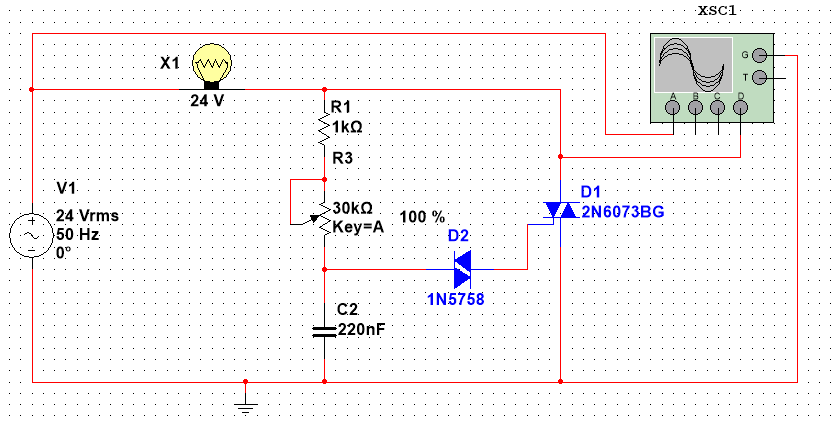 XSC1
G
T
A B C D
X1
24 V
R1
1kΩ
R3
30kΩ
Key=A
100 %
V1
24 Vrms
50 Hz
0°
D1
2N6073BG
D2
1N5758
C2
220nF